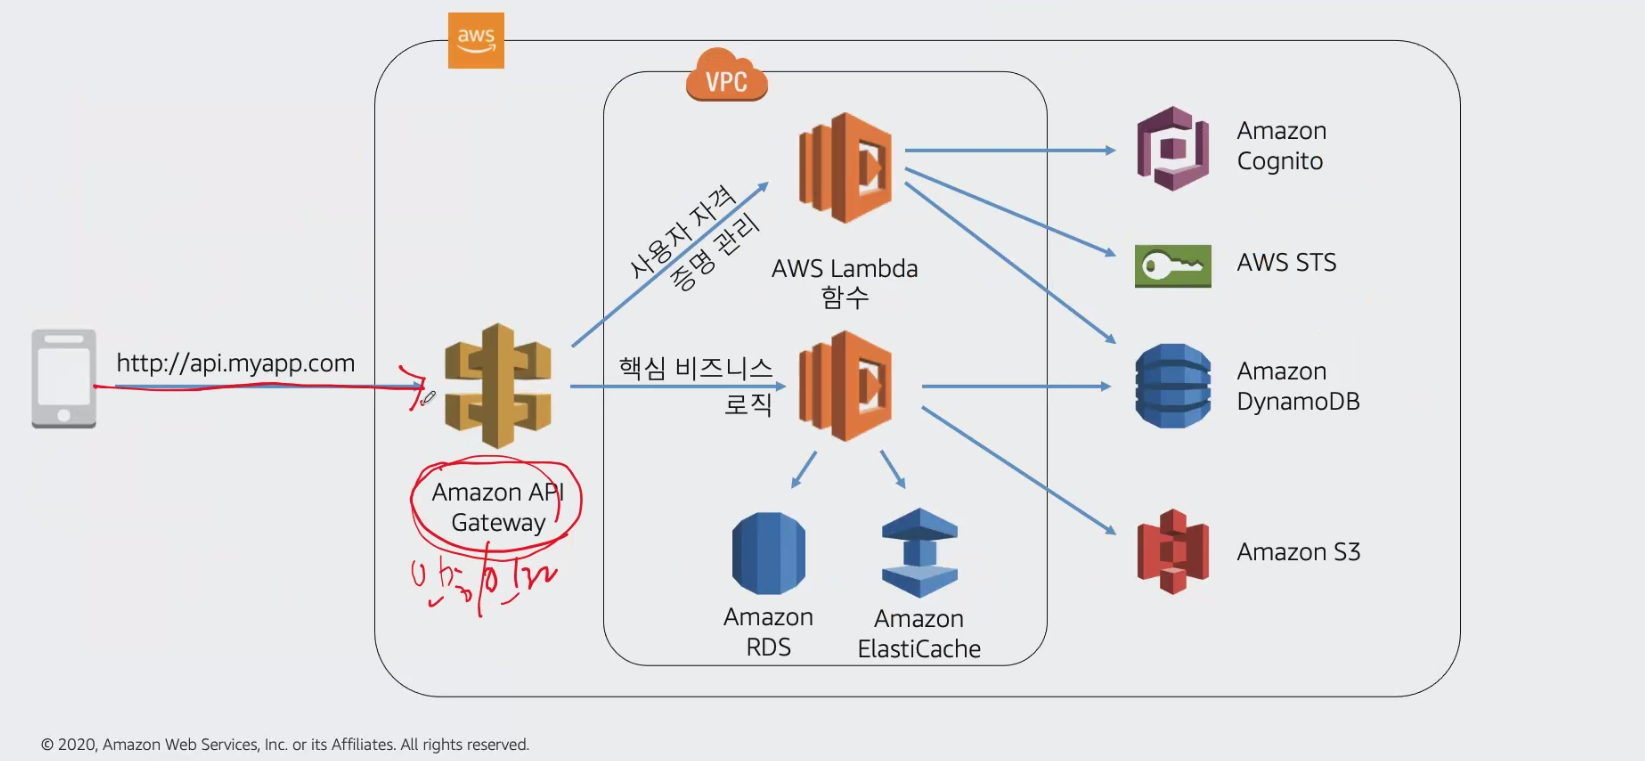 aws
VPC
Amazon
Cognito
사용자 자격
증명 관리
AWS Lambda
함수
AWS STS
http://api.myapp.com
핵심 비즈니스
로직
Amazon
DynamoDB
Amazon API
Gateway
Amazon S3
Amazon
RDS
Amazon
ElastiCache
© 2020, Amazon Web Services, Inc. or its Affiliates. All rights reserved.